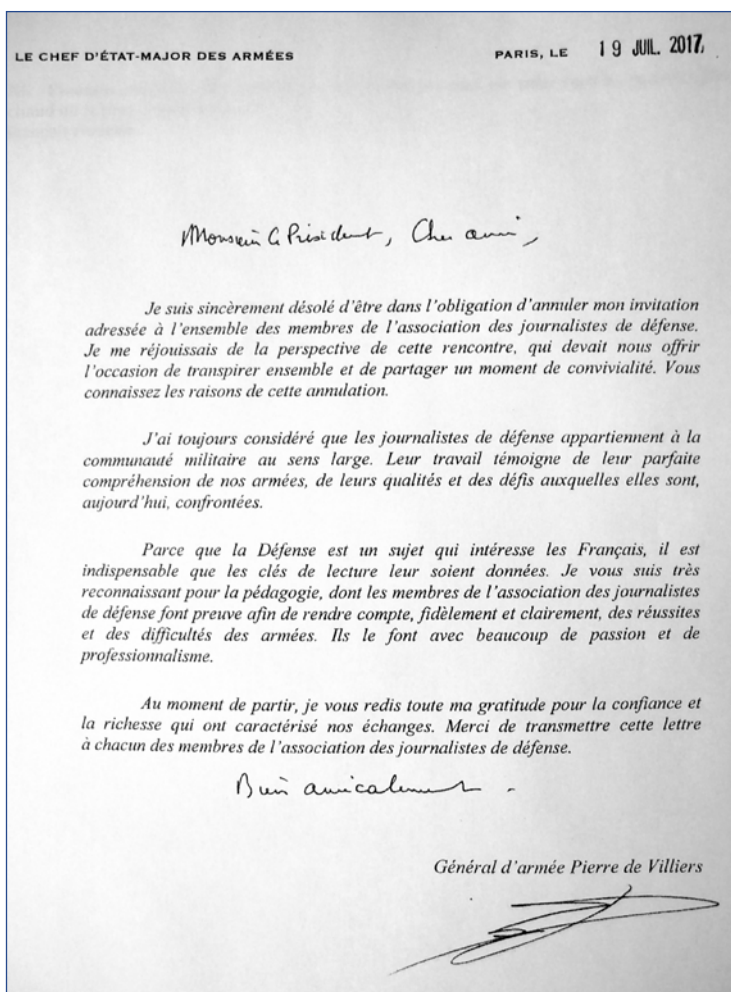 LE CHEF D'ÉTAT-MAJOR DES ARMÉES
PARIS, LE 19 JUIL. 2017
Monsieur le Président, Cher ami,
Je suis sincèrement désolé d'être dans l'obligation d'annuler mon invitation
adressée à l'ensemble des membres de l'association des journalistes de défense.
Je me réjouissais de la perspective de cette rencontre, qui devait nous offrir
l'occasion de transpirer ensemble et de partager un moment de convivialité. Vous
connaissez les raisons de cette annulation.
J'ai toujours considéré que les journalistes de défense appartiennent à la
communauté militaire au sens large. Leur travail témoigne de leur parfaite
compréhension de nos armées, de leurs qualités et des défis auxquelles elles sont,
aujourd'hui, confrontées.
Parce que la Défense est un sujet qui intéresse les Français, il est
indispensable que les clés de lecture leur soient données. Je vous suis très
reconnaissant pour la pédagogie, dont les membres de l'association des journalistes
de défense font preuve afin de rendre compte, fidèlement et clairement, des réussites
et des difficultés des armées. Ils le font avec beaucoup de passion et de
professionnalisme.
Au moment de partir, je vous redis toute ma gratitude pour la confiance et
la richesse qui ont caractérisé nos échanges. Merci de transmettre cette lettre
à chacun des membres de l'association des journalistes de défense.
Bien amicalement.
Général d'armée Pierre de Villiers